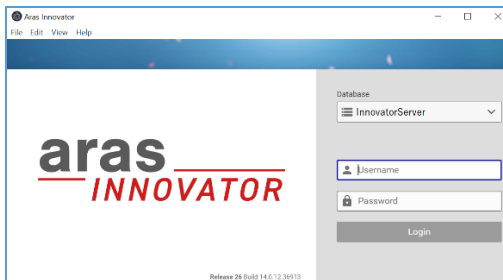 Aras Innovator
File Edit View Help
Database
InnovatorServer
aras
INNOVATOR
Username
Password
Login
Release 26 Build 14.0.12.36913